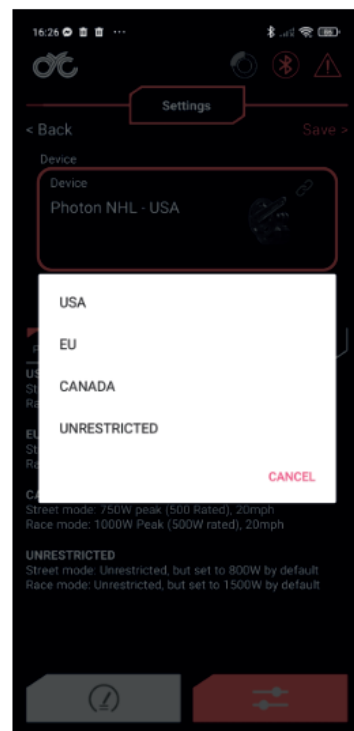 16:26
Settings
< Back
Save >
Device
Device
Photon NHL - USA
USA
EU
CANADA
UNRESTRICTED
CANCEL
Street mode: 750W peak (500 Rated), 20mph
Race mode: 1000W Peak (500W rated), 20mph
UNRESTRICTED
Street mode: Unrestricted, but set to 800W by default
Race mode: Unrestricted, but set to 1500W by default